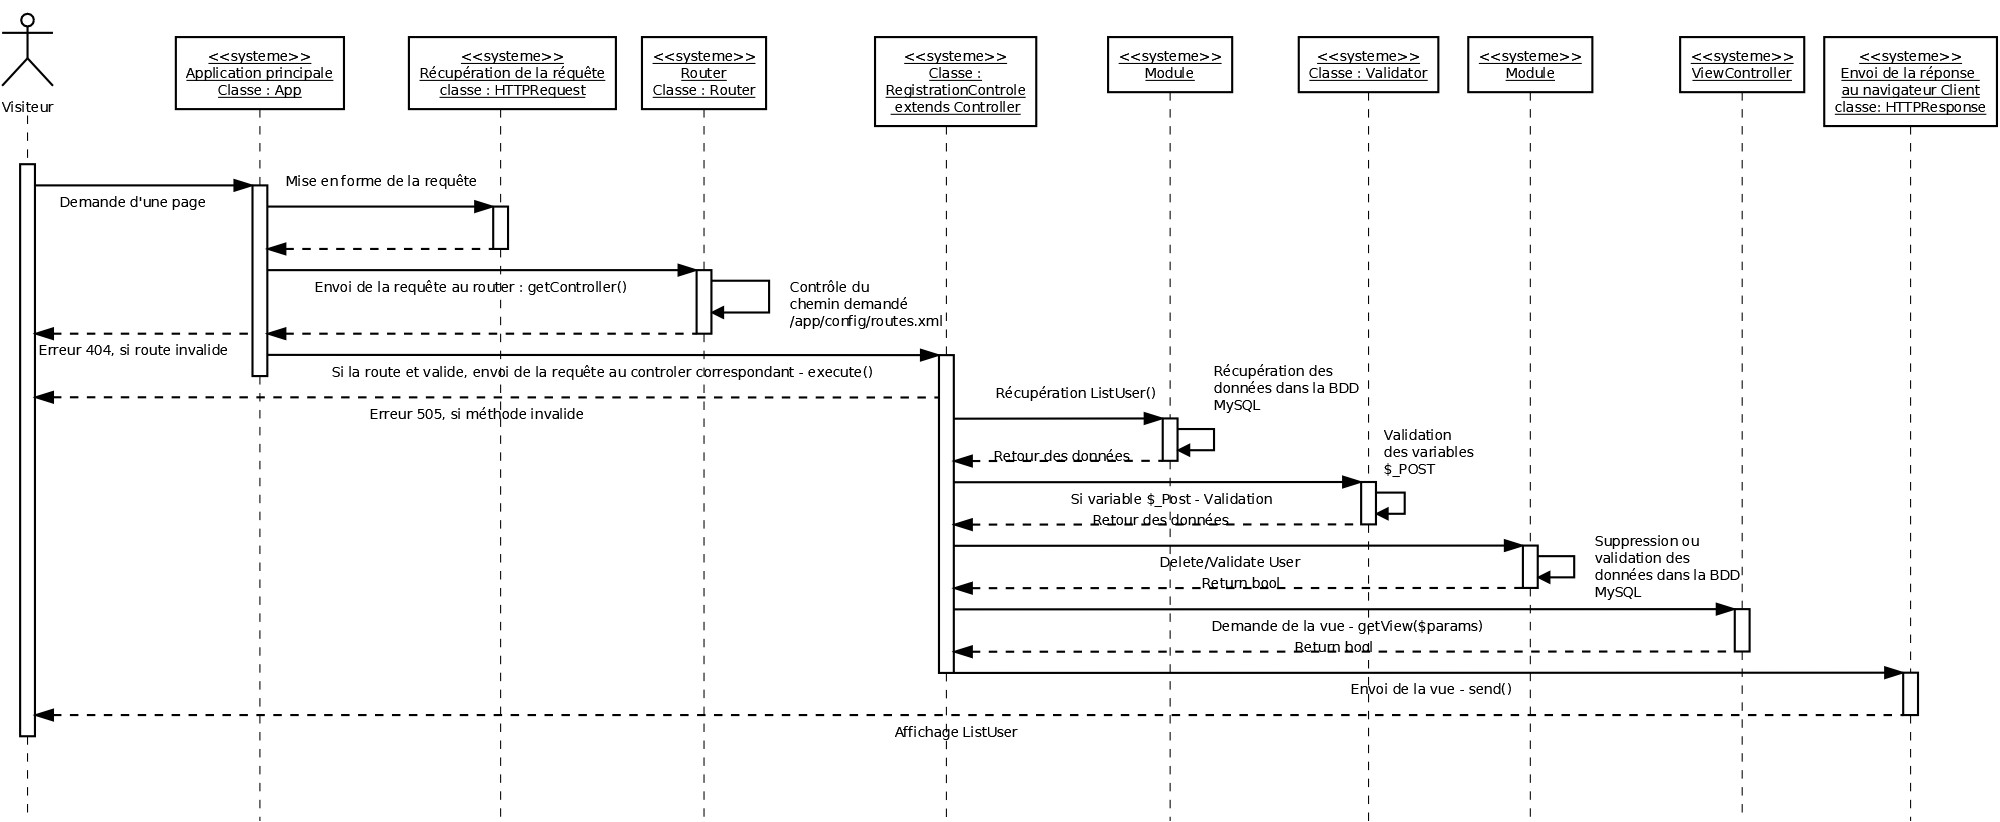 Visiteur
<<systeme>>
Application principale
Classe : App
<<systeme>>
Récupération de la réquête
classe : HTTPRequest
<<systeme>>
Router
Classe : Router
<<systeme>>
Classe :
RegistrationControle
extends Controller
<<systeme>>
Module
<<systeme>>
Classe : Validator
<<systeme>>
Module
<<systeme>>
ViewController
<<systeme>>
Envoi de la réponse
au navigateur Client
classe: HTTPResponse
Demande d'une page
Mise en forme de la requête
Envoi de la requête au router : getController()
Contrôle du
chemin demandé
/app/config/routes.xml
Erreur 404, si route invalide
Si la route et valide, envoi de la requête au controler correspondant - execute()
Erreur 505, si méthode invalide
Récupération ListUser()
Récupération des
données dans la BDD
MySQL
Retour des données
Validation
des variables
$_POST
Si variable $_Post - Validation
Retour des données
Delete/Validate User
Suppression ou
validation des
données dans la BDD
MySQL
Return bool
Demande de la vue - getView($params)
Return bool
Envoi de la vue - send()
Affichage ListUser